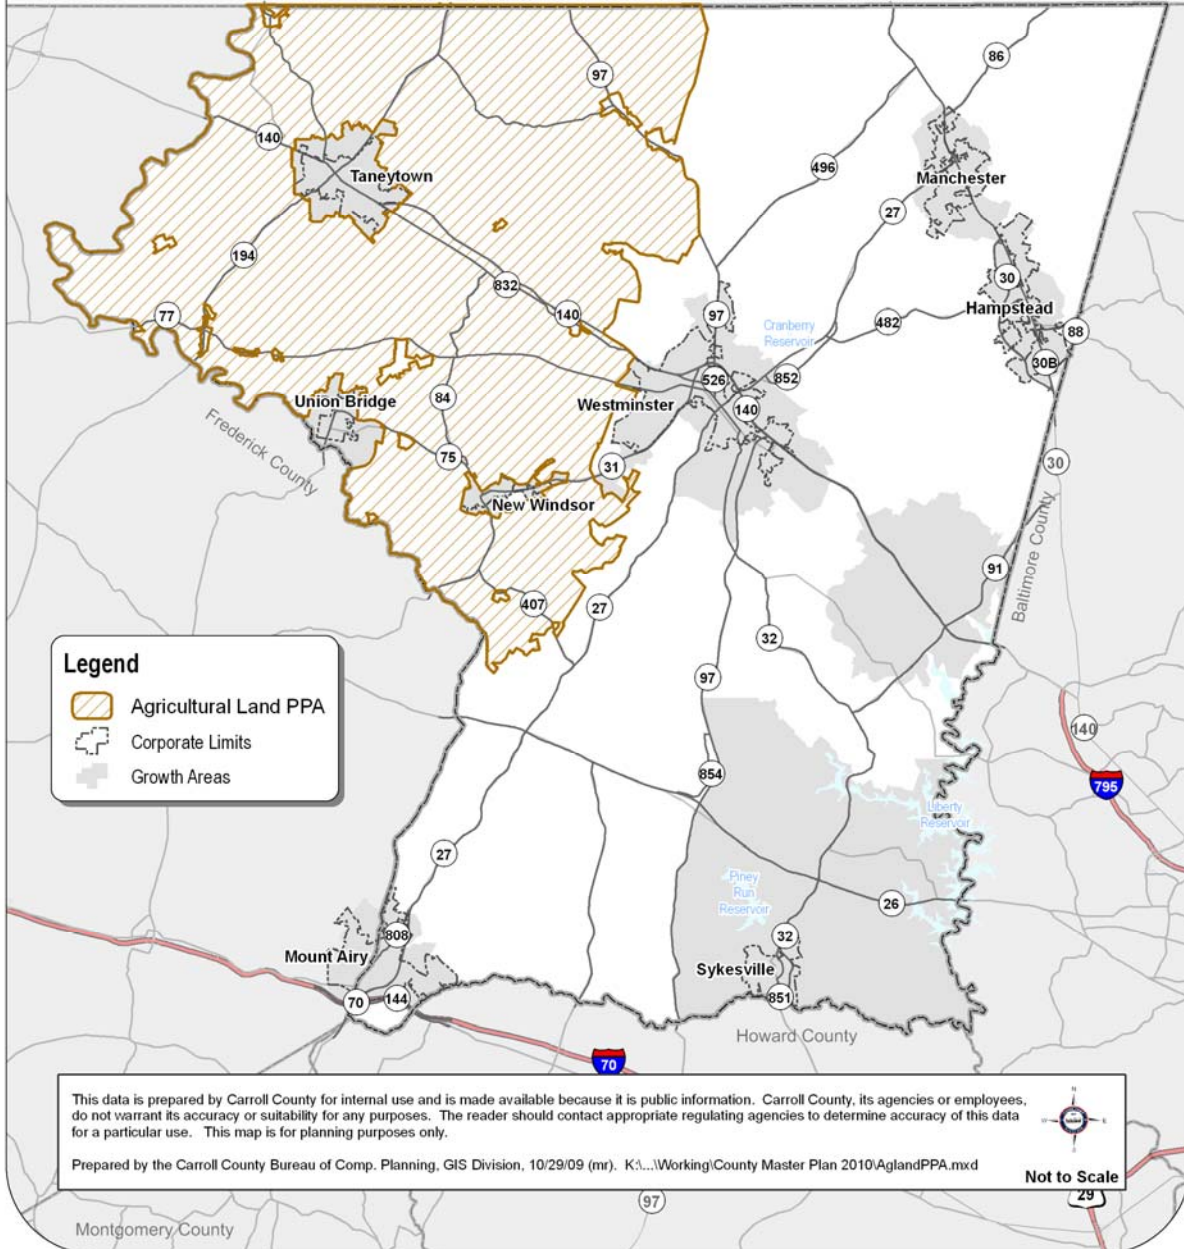 86
97
140
496
Taneytown
Manchester
27
194
832
30
77
140
97
482
Hampstead
88
Cranberry
Reservoir
30B
526
852
84
Union Bridge
Westminster
140
Frederick County
75
31
30
New Windsor
Baltimore County
91
407
27
32
Legend
Agricultural Land PPA
Corporate Limits
Growth Areas
97
140
854
795
Liberty
Reservoir
27
Piney
Run
Reservoir
26
808
32
Mount Airy
Sykesville
70
144
851
Howard County
70
This data is prepared by Carroll County for internal use and is made available because it is public information. Carroll County, its agencies or employees,
do not warrant its accuracy or suitability for any purposes. The reader should contact appropriate regulating agencies to determine accuracy of this data
for a particular use. This map is for planning purposes only.
Prepared by the Carroll County Bureau of Comp. Planning, GIS Division, 10/29/09 (mr). K:\...\Working\County Master Plan 2010\AglandPPA.mxd
N
W
E
S
Not to Scale
29
97
Montgomery County